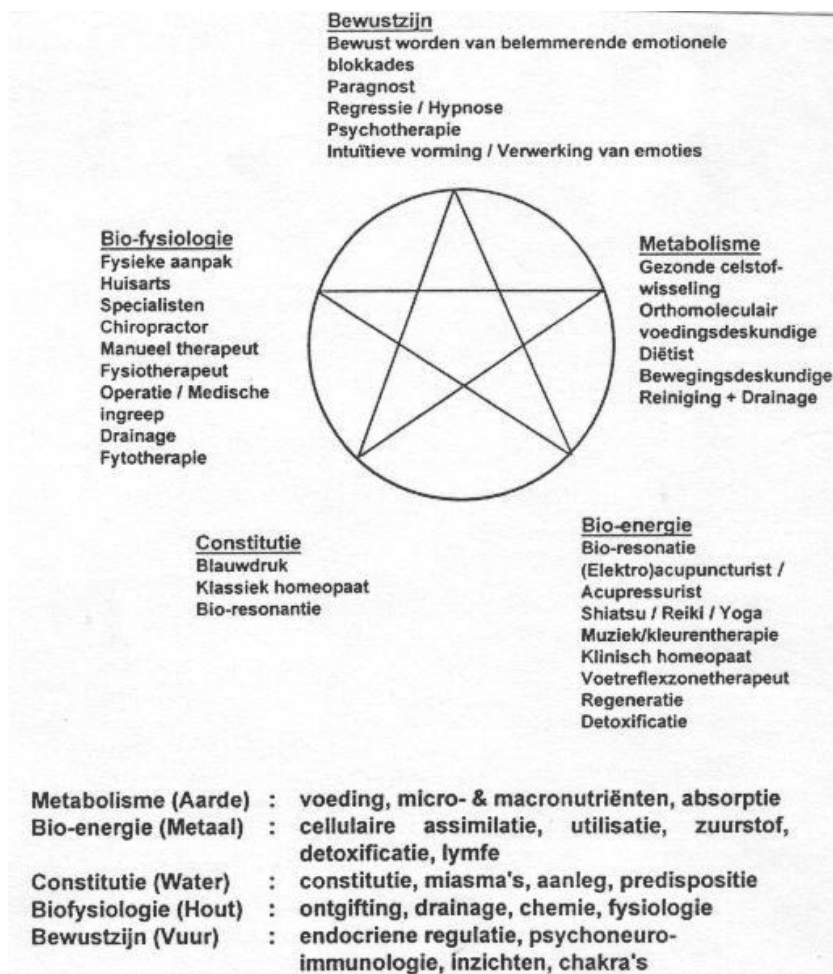 Bewustzijn
Bewust worden van belemmerende emotionele
blokkades
Paragnost
Regressie / Hypnose
Psychotherapie
Intuïtieve vorming / Verwerking van emoties
Bio-fysiologie
Fysieke aanpak
Huisarts
Specialisten
Chiropractor
Manueel therapeut
Fysiotherapeut
Operatie / Medische
ingreep
Drainage
Fytotherapie
Metabolisme
Gezonde celstof-
wisseling
Orthomoleculair
voedingsdeskundige
Diëtist
Bewegingsdeskundige
Reiniging + Drainage
Constitutie
Blauwdruk
Klassiek homeopaat
Bio-resonantie
Bio-energie
Bio-resonatie
(Elektro)acupuncturist /
Acupressurist
Shiatsu / Reiki / Yoga
Muziek/kleurentherapie
Klinisch homeopaat
Voetreflexzonetherapeut
Regeneratie
Detoxificatie
Metabolisme (Aarde) : voeding, micro- & macronutriënten, absorptie
Bio-energie (Metaal) : cellulaire assimilatie, utilisatie, zuurstof,
detoxificatie, lymfe
Constitutie (Water) : constitutie, miasma's, aanleg, predispositie
Biofysiologie (Hout) : ontgifting, drainage, chemie, fysiologie
Bewustzijn (Vuur) : endocriene regulatie, psychoneuro-
immunologie, inzichten, chakra's